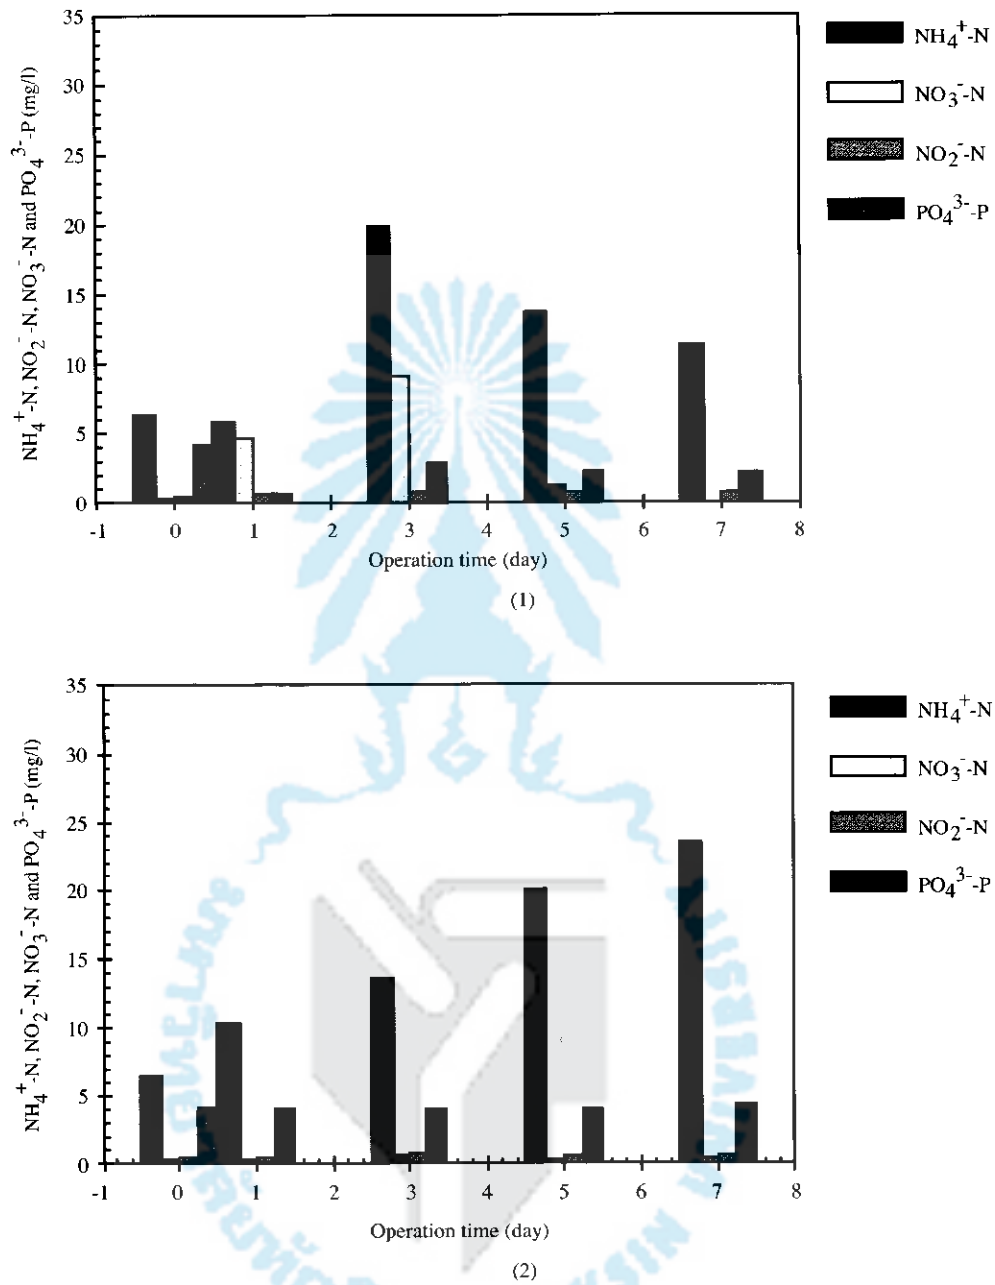 NH₄⁺-N, NO₂⁻-N, NO₃⁻-N and PO₄³⁻-P (mg/l)
35
30
25
20
15
10
5
0
-1 0 1 2 3 4 5 6 7 8
Operation time (day)
(1)
NH₄⁺-N
NO₃⁻-N
NO₂⁻-N
PO₄³⁻-P
NH₄⁺-N, NO₂⁻-N, NO₃⁻-N and PO₄³⁻-P (mg/l)
35
30
25
20
15
10
5
0
-1 0 1 2 3 4 5 6 7 8
Operation time (day)
(2)
NH₄⁺-N
NO₃⁻-N
NO₂⁻-N
PO₄³⁻-P